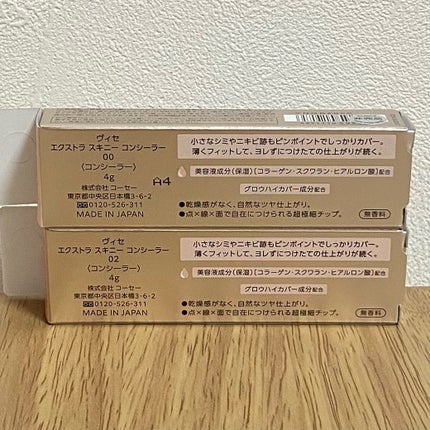 ヴィセ
エクストラ スキニー コンシーラー
00
〈コンシーラー〉
4g
A4
株式会社 コーセー
東京都中央区日本橋3-6-2
0120-526-311
MADE IN JAPAN
小さなシミやニキビ跡もピンポイントでしっかりカバー。
薄くフィットして、ヨレずにつけたての仕上がりが続く。
美容液成分(保湿)[コラーゲン・スクワラン・ヒアルロン酸]配合
グロウハイカバー成分配合
●乾燥感がなく、自然なツヤ仕上がり。
●点×線×面で自在につけられる超極細チップ。
無香料
ヴィセ
エクストラ スキニー コンシーラー
02
〈コンシーラー〉
4g
株式会社 コーセー
東京都中央区日本橋3-6-2
0120-526-311
MADE IN JAPAN
小さなシミやニキビ跡もピンポイントでしっかりカバー。
薄くフィットして、ヨレずにつけたての仕上がりが続く。
美容液成分(保湿)[コラーゲン・スクワラン・ヒアルロン酸]配合
グロウハイカバー成分配合
●乾燥感がなく、自然なツヤ仕上がり。
●点×線×面で自在につけられる超極細チップ。
無香料